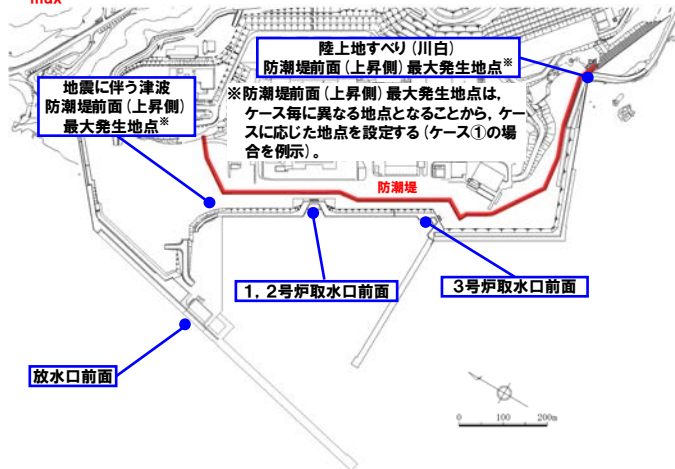 max
陸上地すべり（川白）
防潮堤前面（上昇側）最大発生地点※
地震に伴う津波
防潮堤前面（上昇側）
最大発生地点※
※防潮堤前面（上昇側）最大発生地点は，
ケース毎に異なる地点となることから，ケー
スに応じた地点を設定する（ケース①の場
合を例示）。
防潮堤
1，2号炉取水口前面
3号炉取水口前面
放水口前面
0 100 200m